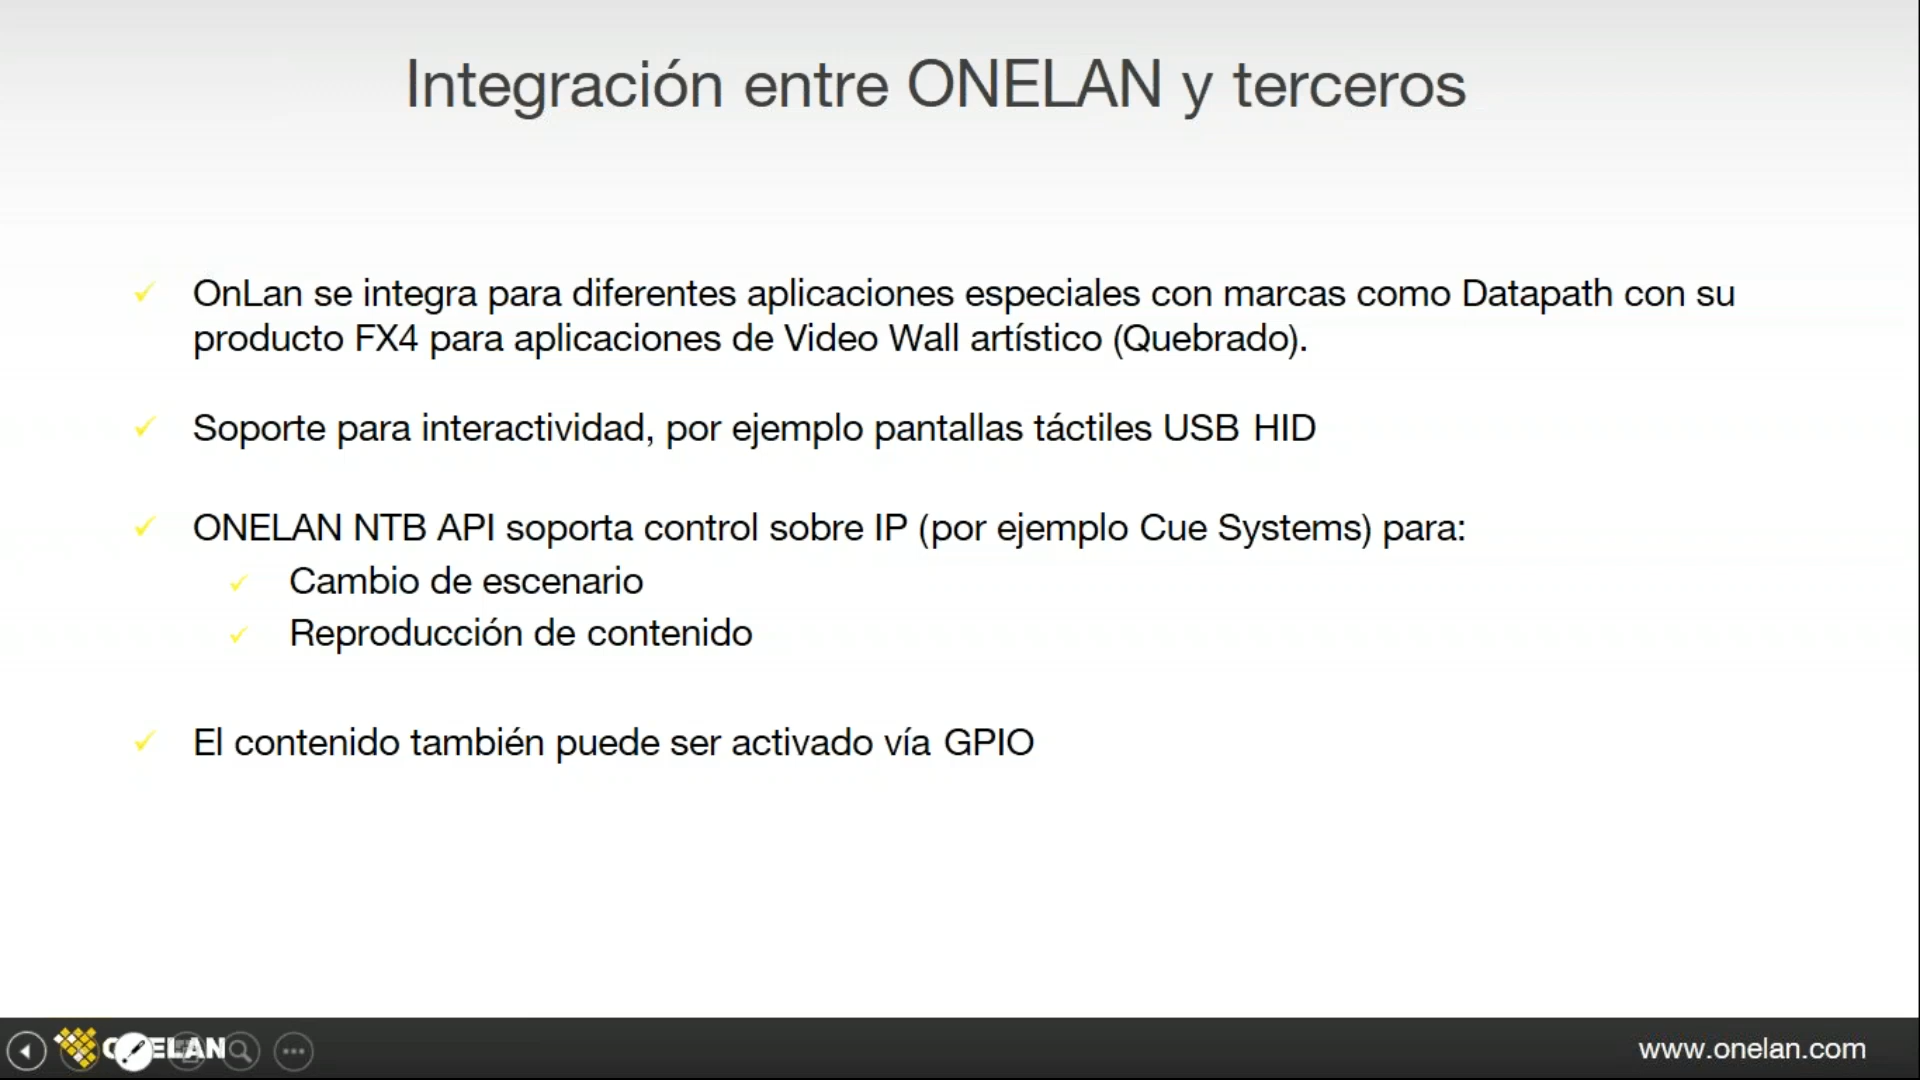 Integración entre ONELAN y terceros
OnLan se integra para diferentes aplicaciones especiales con marcas como Datapath con su
producto FX4 para aplicaciones de Video Wall artístico (Quebrado).
Soporte para interactividad, por ejemplo pantallas táctiles USB HID
ONELAN NTB API soporta control sobre IP (por ejemplo Cue Systems) para:
Cambio de escenario
Reproducción de contenido
El contenido también puede ser activado vía GPIO
ONELAN
www.onelan.com